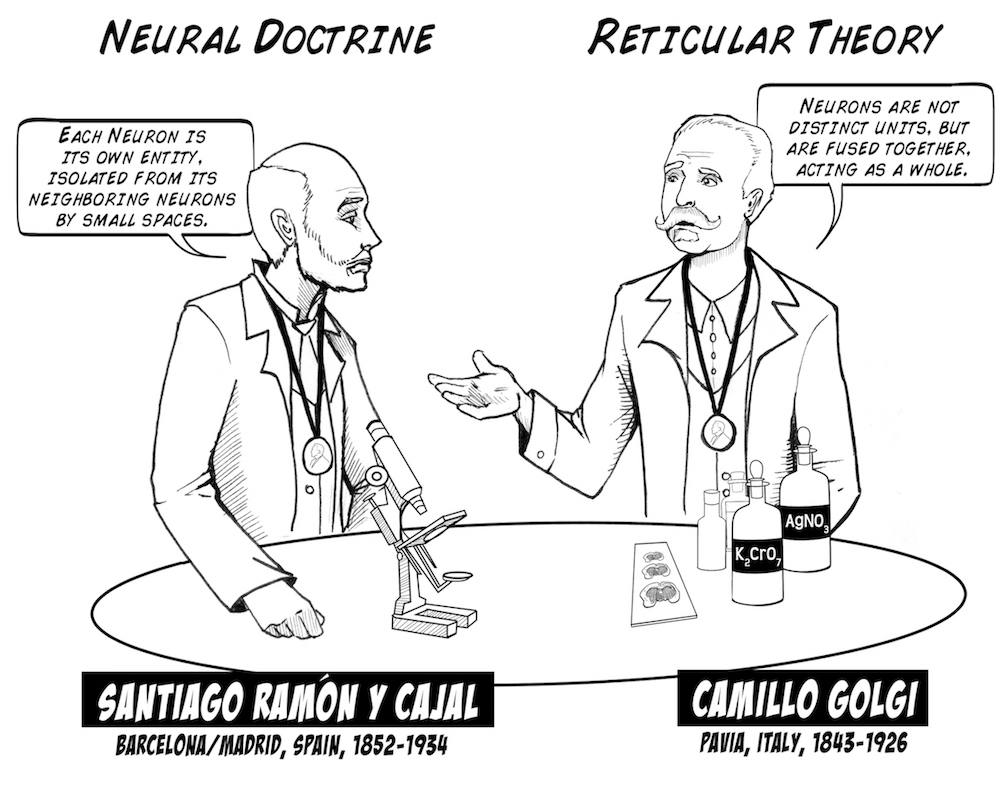 Neural Doctrine
Reticular Theory
Each Neuron is
its own entity,
isolated from its
neighboring neurons
by small spaces.
Neurons are not
distinct units, but
are fused together,
acting as a whole.
AgNO3
K2CrO7
Santiago Ramón y Cajal
Barcelona/Madrid, Spain, 1852-1934
Camillo Golgi
Pavia, Italy, 1843-1926